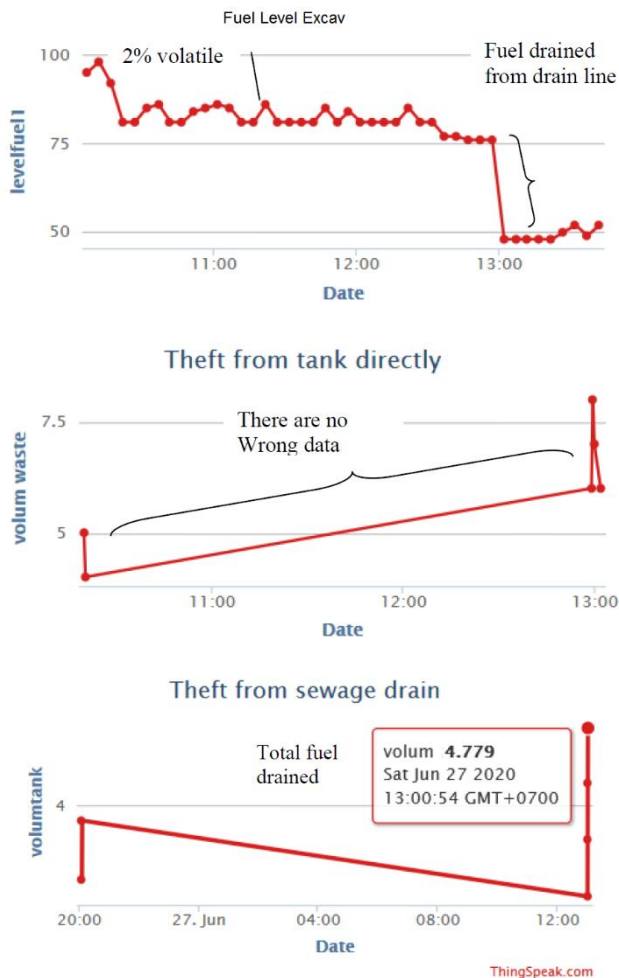 Fuel Level Excav
100
2% volatile
Fuel drained
from drain line
75
levelfuel1
50
11:00
12:00
13:00
Date
Theft from tank directly
7.5
There are no
Wrong data
volum waste
5
11:00
12:00
13:00
Date
Theft from sewage drain
Total fuel
drained
volum 4.779
Sat Jun 27 2020
13:00:54 GMT+0700
volumtank
4
20:00
27. Jun
04:00
08:00
12:00
Date
ThingSpeak.com